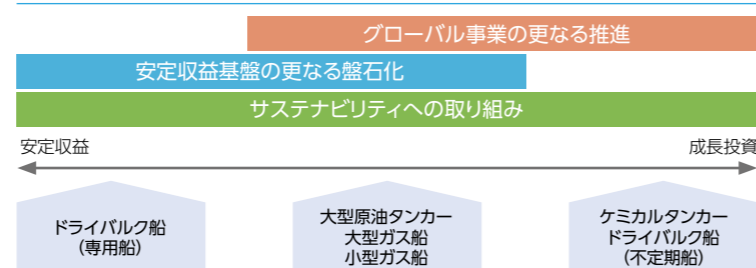 グローバル事業の更なる推進
安定収益基盤の更なる盤石化
サステナビリティへの取り組み
安定収益
成長投資
ドライバルク船
(専用船)
大型原油タンカー
大型ガス船
小型ガス船
ケミカルタンカー
ドライバルク船
(不定期船)